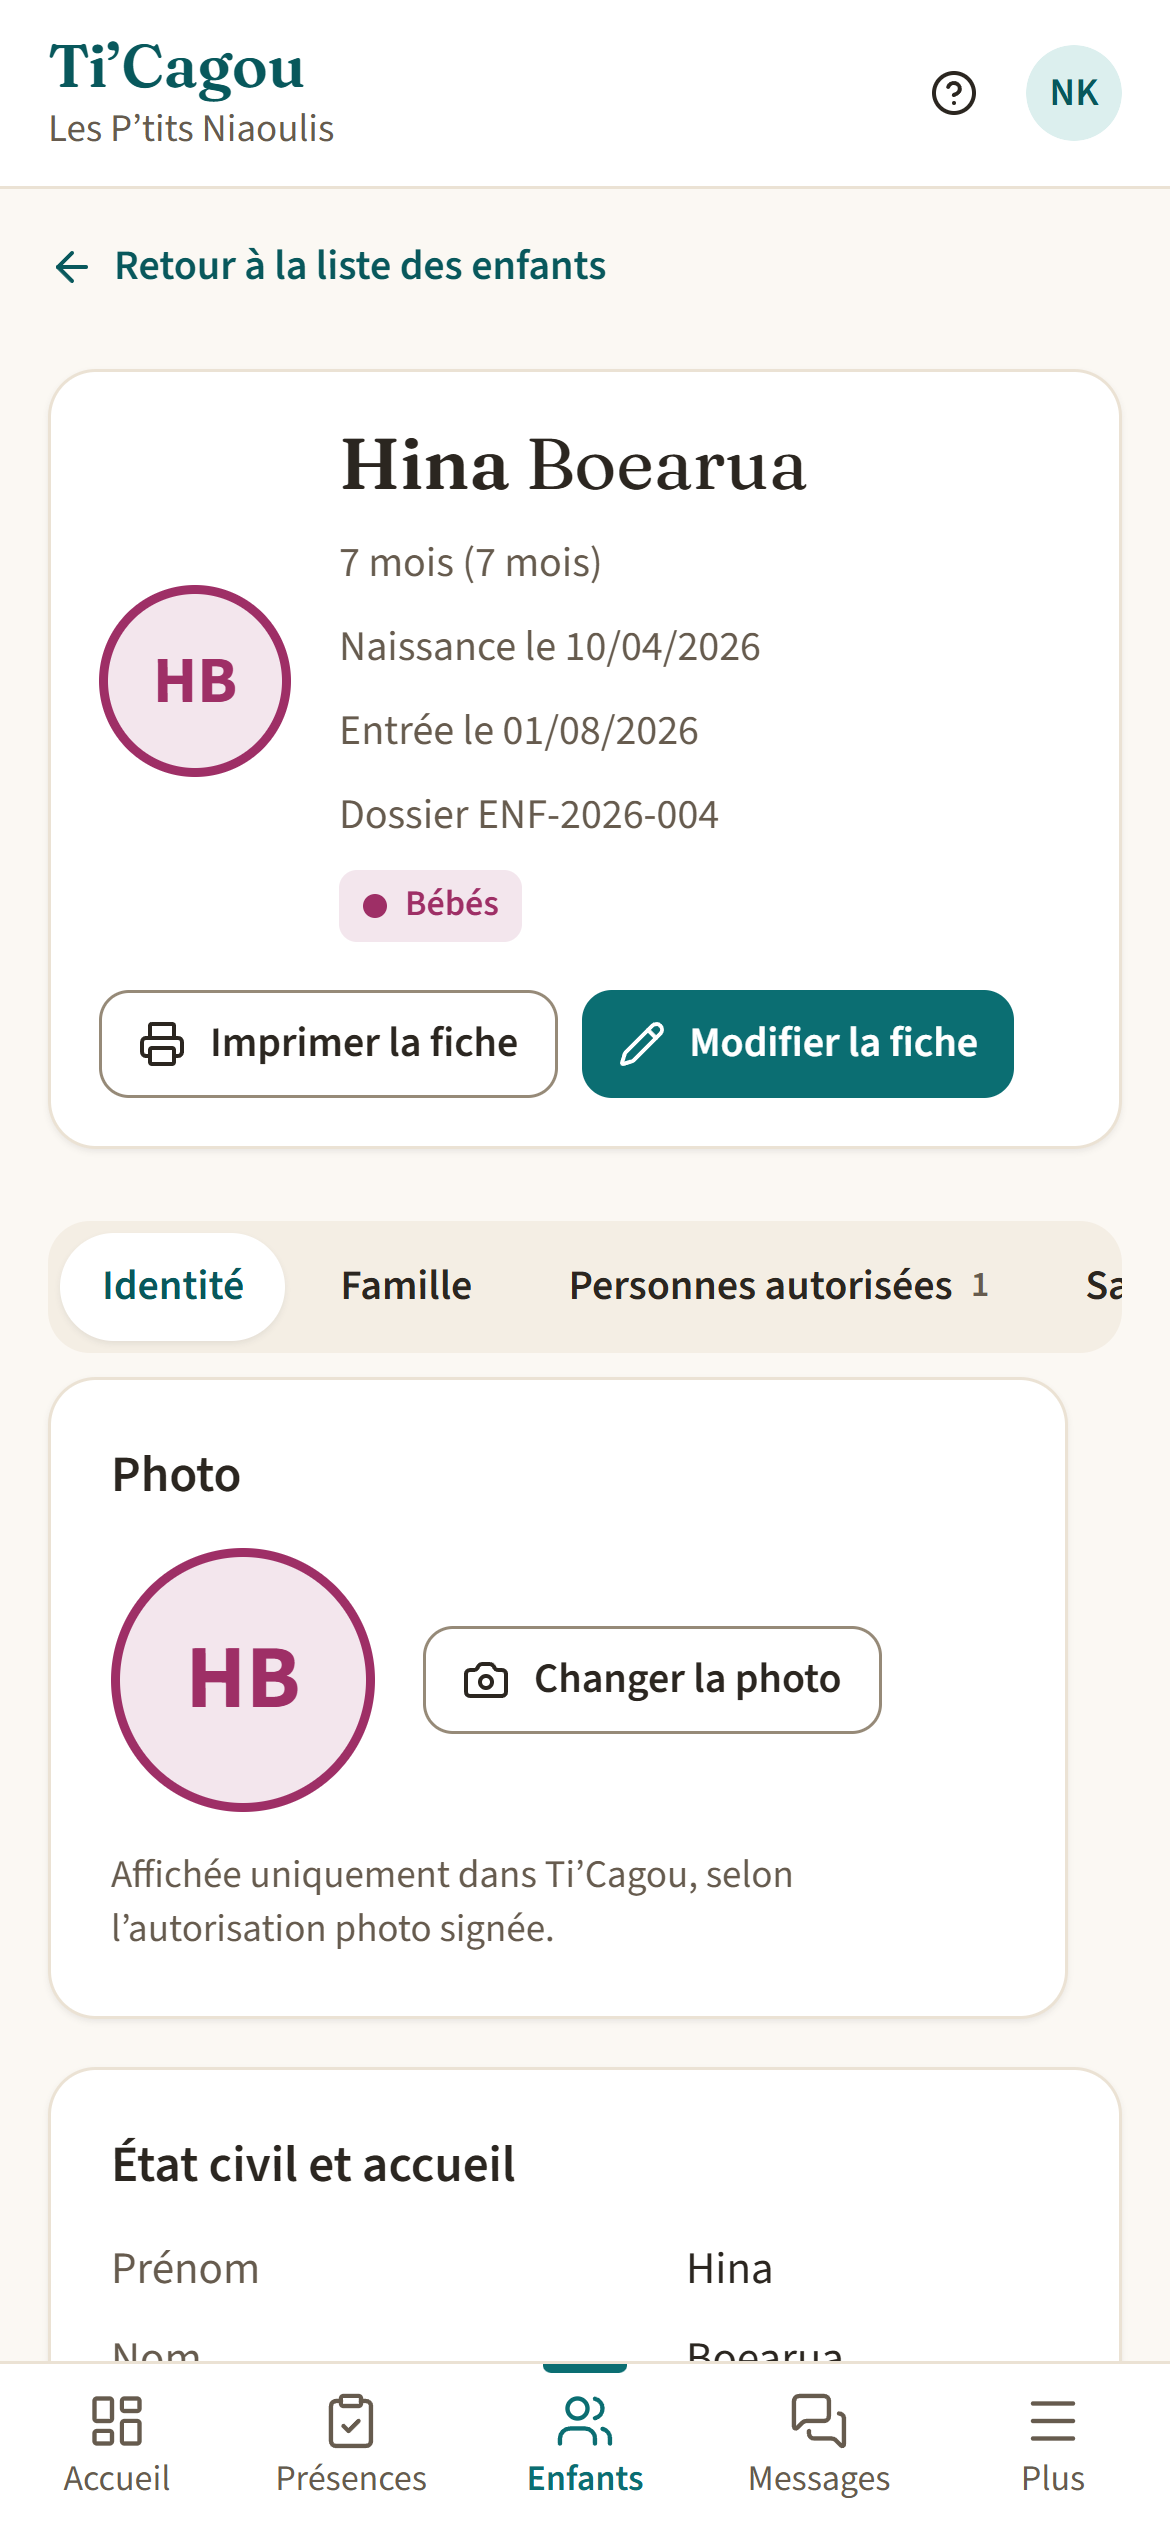 Ti’Cagou
Les P’tits Niaoulis
NK
Retour à la liste des enfants
Hina Boearua
7 mois (7 mois)
Naissance le 10/04/2026
HB
Entrée le 01/08/2026
Dossier ENF-2026-004
Bébés
Imprimer la fiche
Modifier la fiche
Identité
Famille
Personnes autorisées 1
Sa
Photo
HB
Changer la photo
Affichée uniquement dans Ti’Cagou, selon
l’autorisation photo signée.
État civil et accueil
Prénom
Hina
Nom
Boearua
Accueil
Présences
Enfants
Messages
Plus